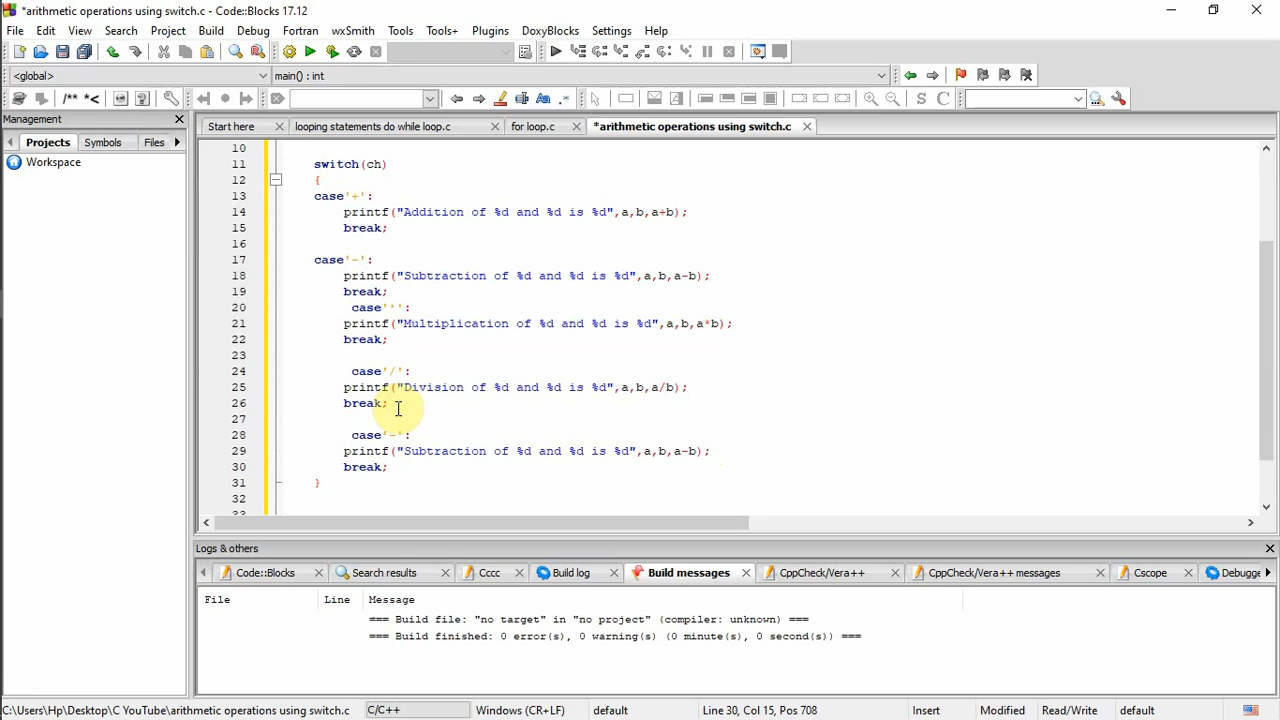 *arithmetic operations using switch.c - Code::Blocks 17.12
File Edit View Search Project Build Debug Fortran wxSmith Tools Tools+ Plugins DoxyBlocks Settings Help
<global> main() : int
/** *< Aa .* S C
Management
Start here looping statements do while loop.c for loop.c *arithmetic operations using switch.c
Projects Symbols Files
Workspace
10
11 switch(ch)
12 {
13 case'+':
14 printf("Addition of %d and %d is %d",a,b,a+b);
15 break;
16
17 case'-':
18 printf("Subtraction of %d and %d is %d",a,b,a-b);
19 break;
20 case'*':
21 printf("Multiplication of %d and %d is %d",a,b,a*b);
22 break;
23
24 case'/':
25 printf("Division of %d and %d is %d",a,b,a/b);
26 break;
27
28 case'-':
29 printf("Subtraction of %d and %d is %d",a,b,a-b);
30 break;
31 }
32
33
Logs & others
Code::Blocks Search results Cccc Build log Build messages CppCheck/Vera++ CppCheck/Vera++ messages Cscope Debugge
File Line Message
=== Build file: "no target" in "no project" (compiler: unknown) ===
=== Build finished: 0 error(s), 0 warning(s) (0 minute(s), 0 second(s)) ===
C:\Users\Hp\Desktop\C YouTube\arithmetic operations using switch.c C/C++ Windows (CR+LF) default Line 30, Col 15, Pos 708 Insert Modified Read/Write default